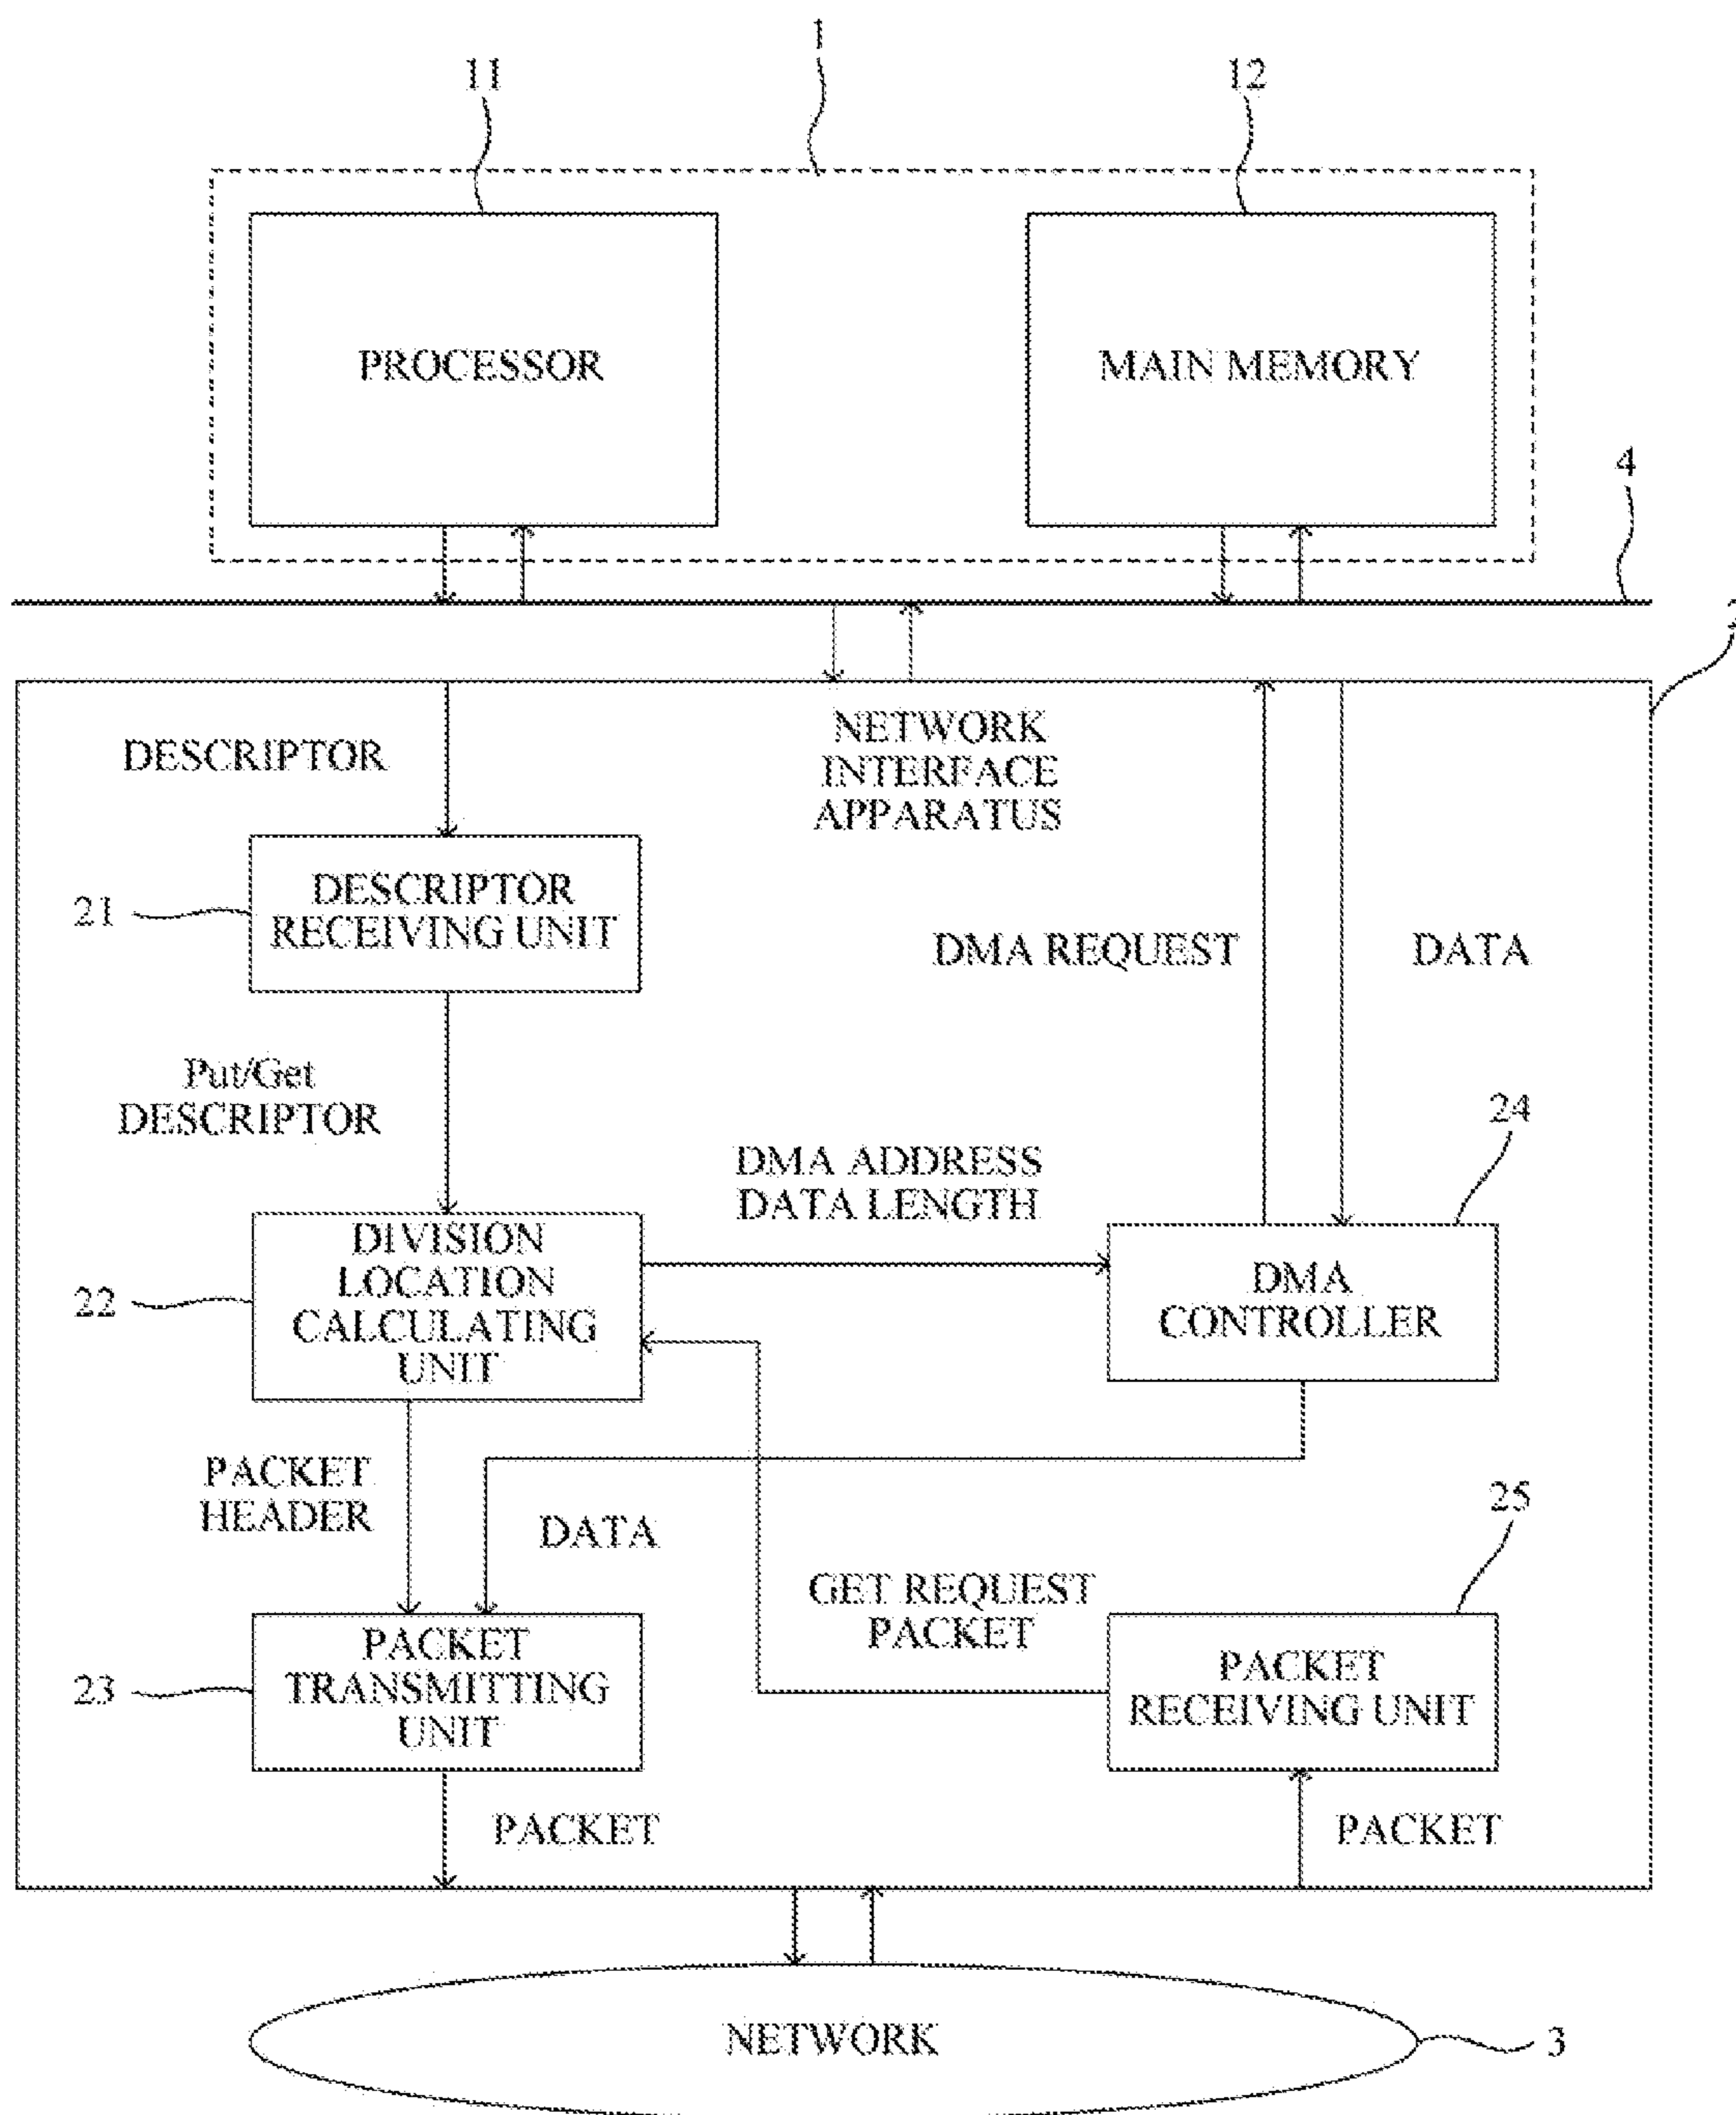 1
11
12
PROCESSOR
MAIN MEMORY
4
NETWORK
INTERFACE
APPARATUS
DESCRIPTOR
DESCRIPTOR
RECEIVING UNIT
21
DMA REQUEST
DATA
Put/Get
DESCRIPTOR
24
DMA ADDRESS
DATA LENGTH
DIVISION
LOCATION
CALCULATING
UNIT
22
DMA
CONTROLLER
PACKET
HEADER
DATA
25
GET REQUEST
PACKET
PACKET
TRANSMITTING
UNIT
23
PACKET
RECEIVING UNIT
PACKET
PACKET
NETWORK
3